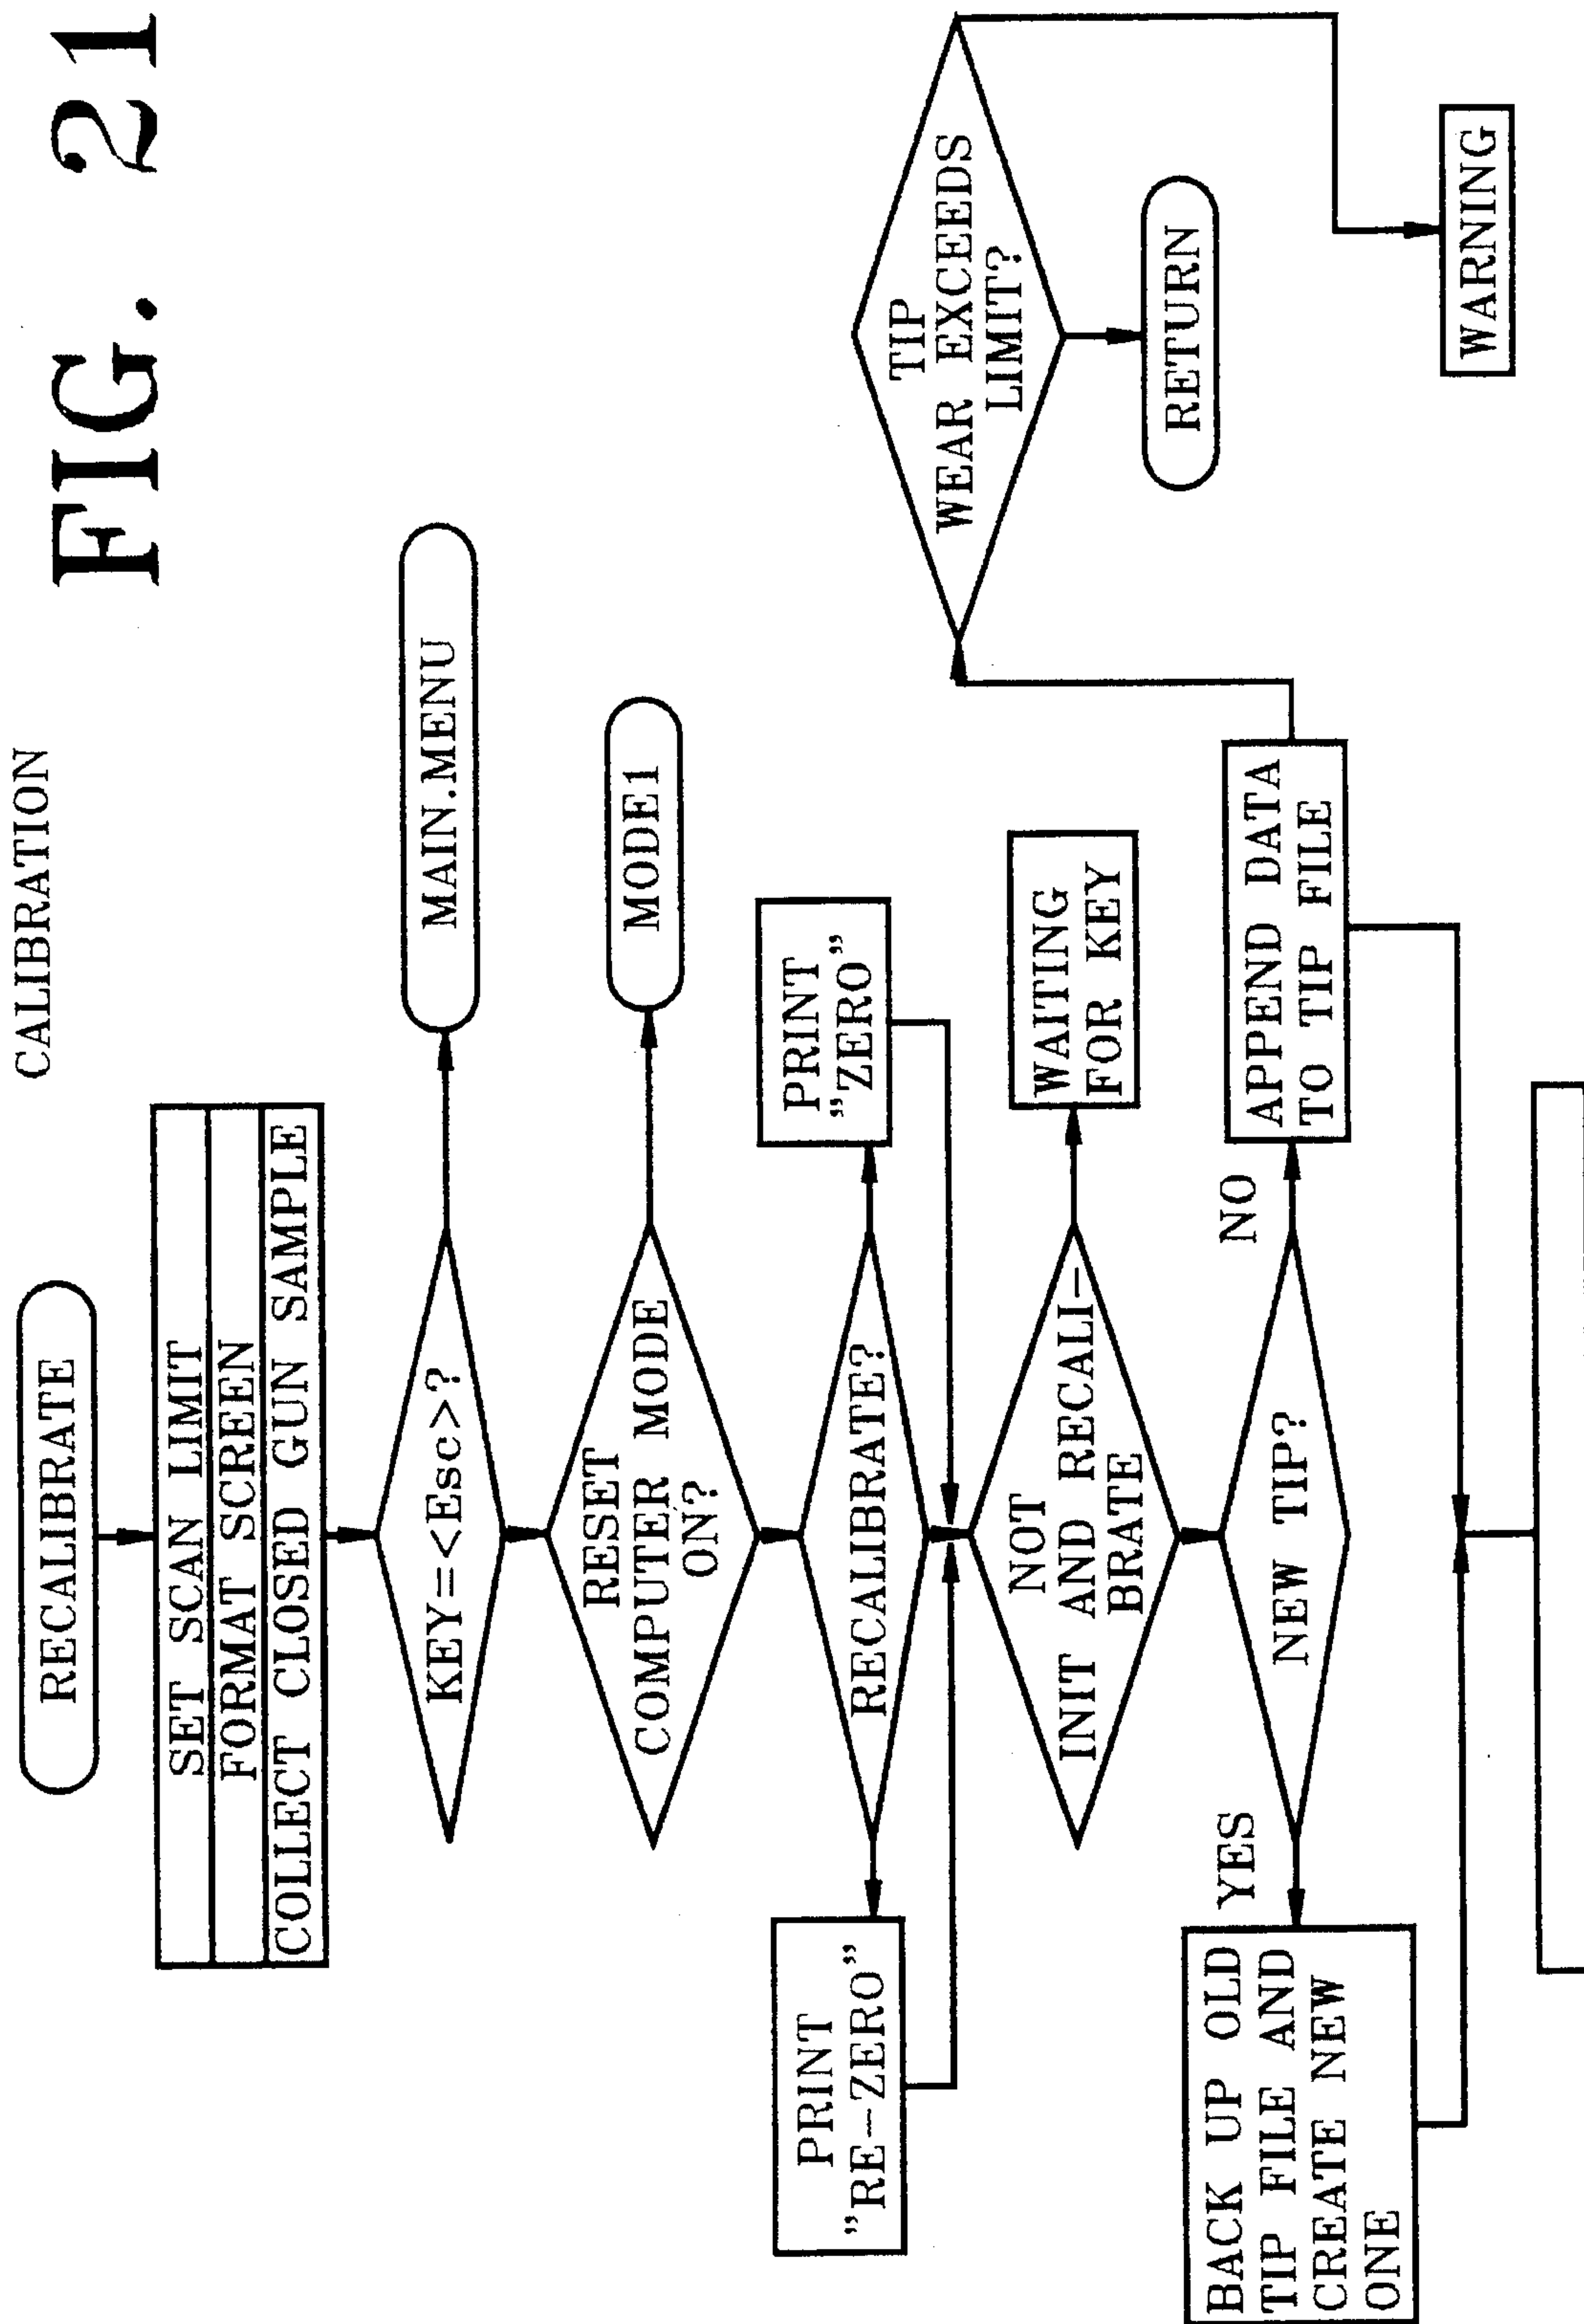 FIG. 21
CALIBRATION
RECALIBRATE
SET SCAN LIMIT
FORMAT SCREEN
COLLECT CLOSED GUN SAMPLE
KEY=<Esc>?
MAIN.MENU
RESET
COMPUTER MODE
ON?
MODE1
RECALIBRATE?
PRINT
"RE-ZERO"
PRINT
"ZERO"
NOT
INIT AND RECALI-
BRATE
WAITING
FOR KEY
NEW TIP?
YES
NO
BACK UP OLD
TIP FILE AND
CREATE NEW
ONE
APPEND DATA
TO TIP FILE
TIP
WEAR EXCEEDS
LIMIT?
RETURN
WARNING